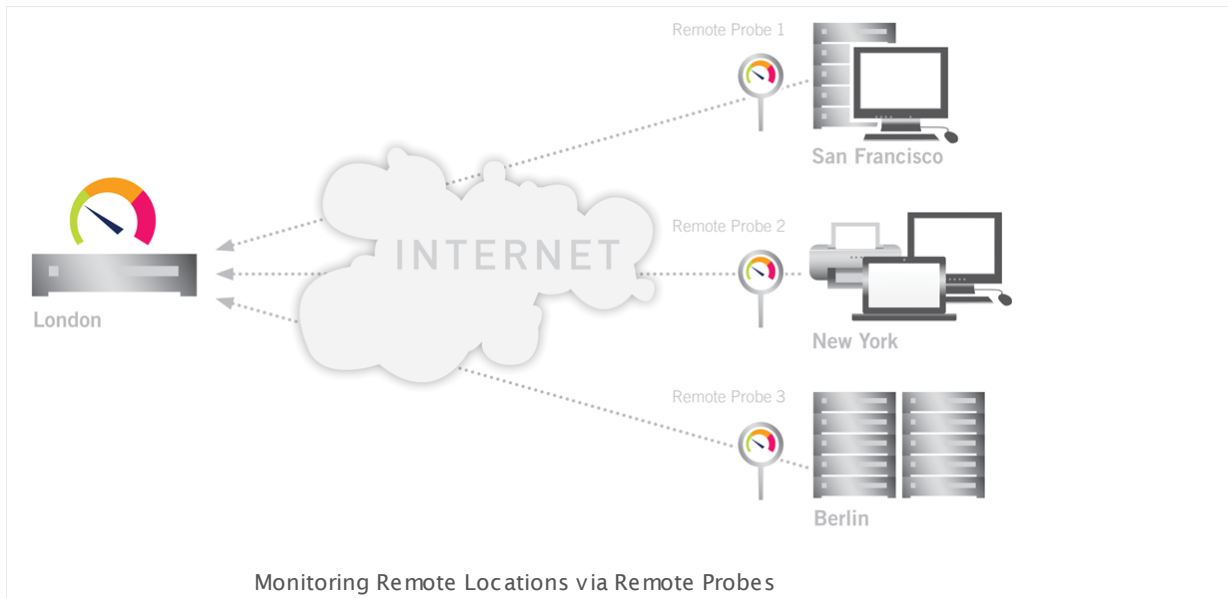 Remote Probe 1
San Francisco
INTERNET
London
Remote Probe 2
New York
Remote Probe 3
Berlin
Monitoring Remote Locations via Remote Probes